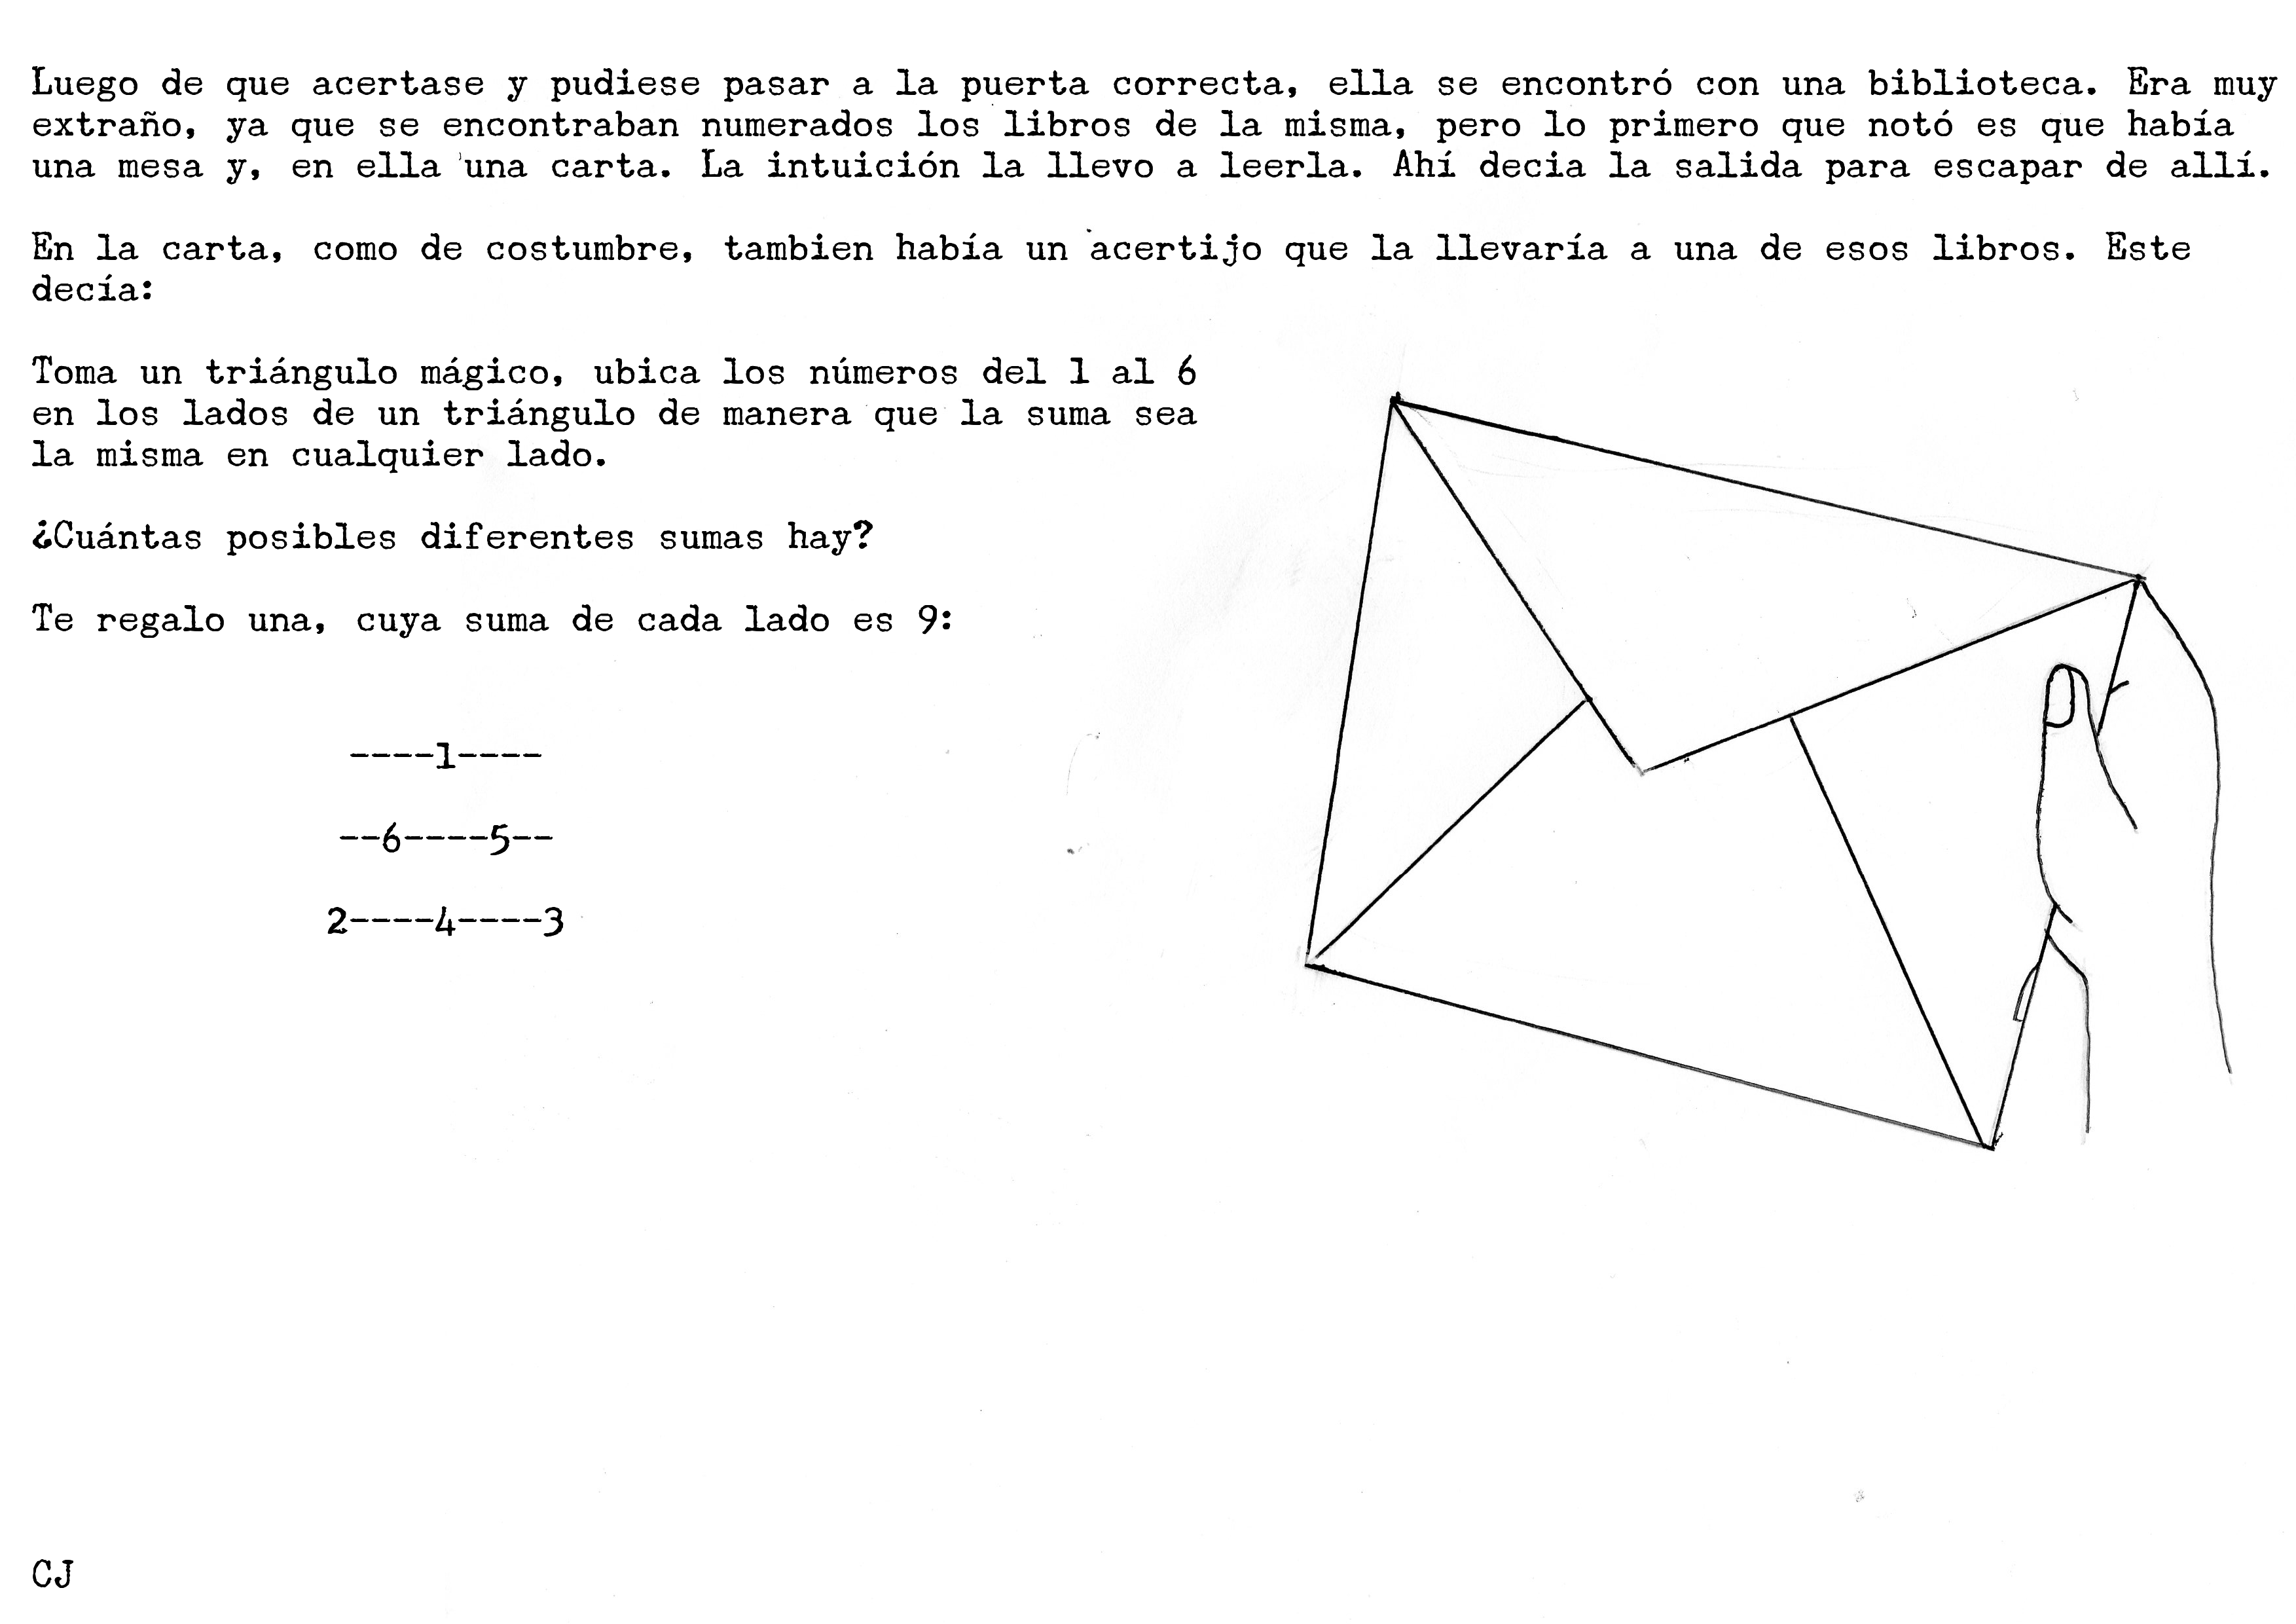 Luego de que acertase y pudiese pasar a la puerta correcta, ella se encontró con una biblioteca. Era muy
extraño, ya que se encontraban numerados los libros de la misma, pero lo primero que notó es que había
una mesa y, en ella una carta. La intuición la llevo a leerla. Ahí decia la salida para escapar de allí.
En la carta, como de costumbre, tambien había un acertijo que la llevaría a una de esos libros. Este
decía:
Toma un triángulo mágico, ubica los números del 1 al 6
en los lados de un triángulo de manera que la suma sea
la misma en cualquier lado.
¿Cuántas posibles diferentes sumas hay?
Te regalo una, cuya suma de cada lado es 9:
----1----
--6----5--
2----4----3
CJ